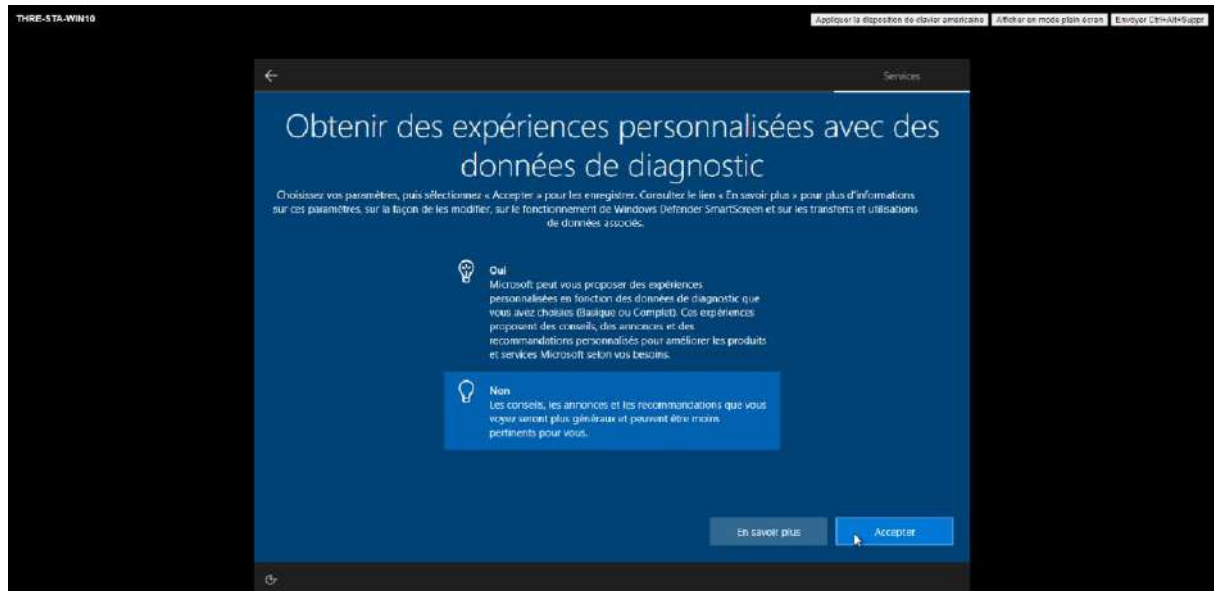 THRE-STA-WIN10
Appliquer la disposition de clavier américaine Afficher en mode plein écran Envoyer Ctrl+Alt+Suppr
Services
Obtenir des expériences personnalisées avec des
données de diagnostic
Choisissez vos paramètres, puis sélectionnez « Accepter » pour les enregistrer. Consultez le lien « En savoir plus » pour plus d'informations
sur ces paramètres, sur la façon de les modifier, sur le fonctionnement de Windows Defender SmartScreen et sur les transferts et utilisations
de données associés.
Oui
Microsoft peut vous proposer des expériences
personnalisées en fonction des données de diagnostic que
vous avez choisies (Basique ou Complet). Ces expériences
proposent des conseils, des annonces et des
recommandations personnalisés pour améliorer les produits
et services Microsoft selon vos besoins.
Non
Les conseils, les annonces et les recommandations que vous
voyez seront plus généraux et peuvent être moins
pertinents pour vous.
En savoir plus
Accepter